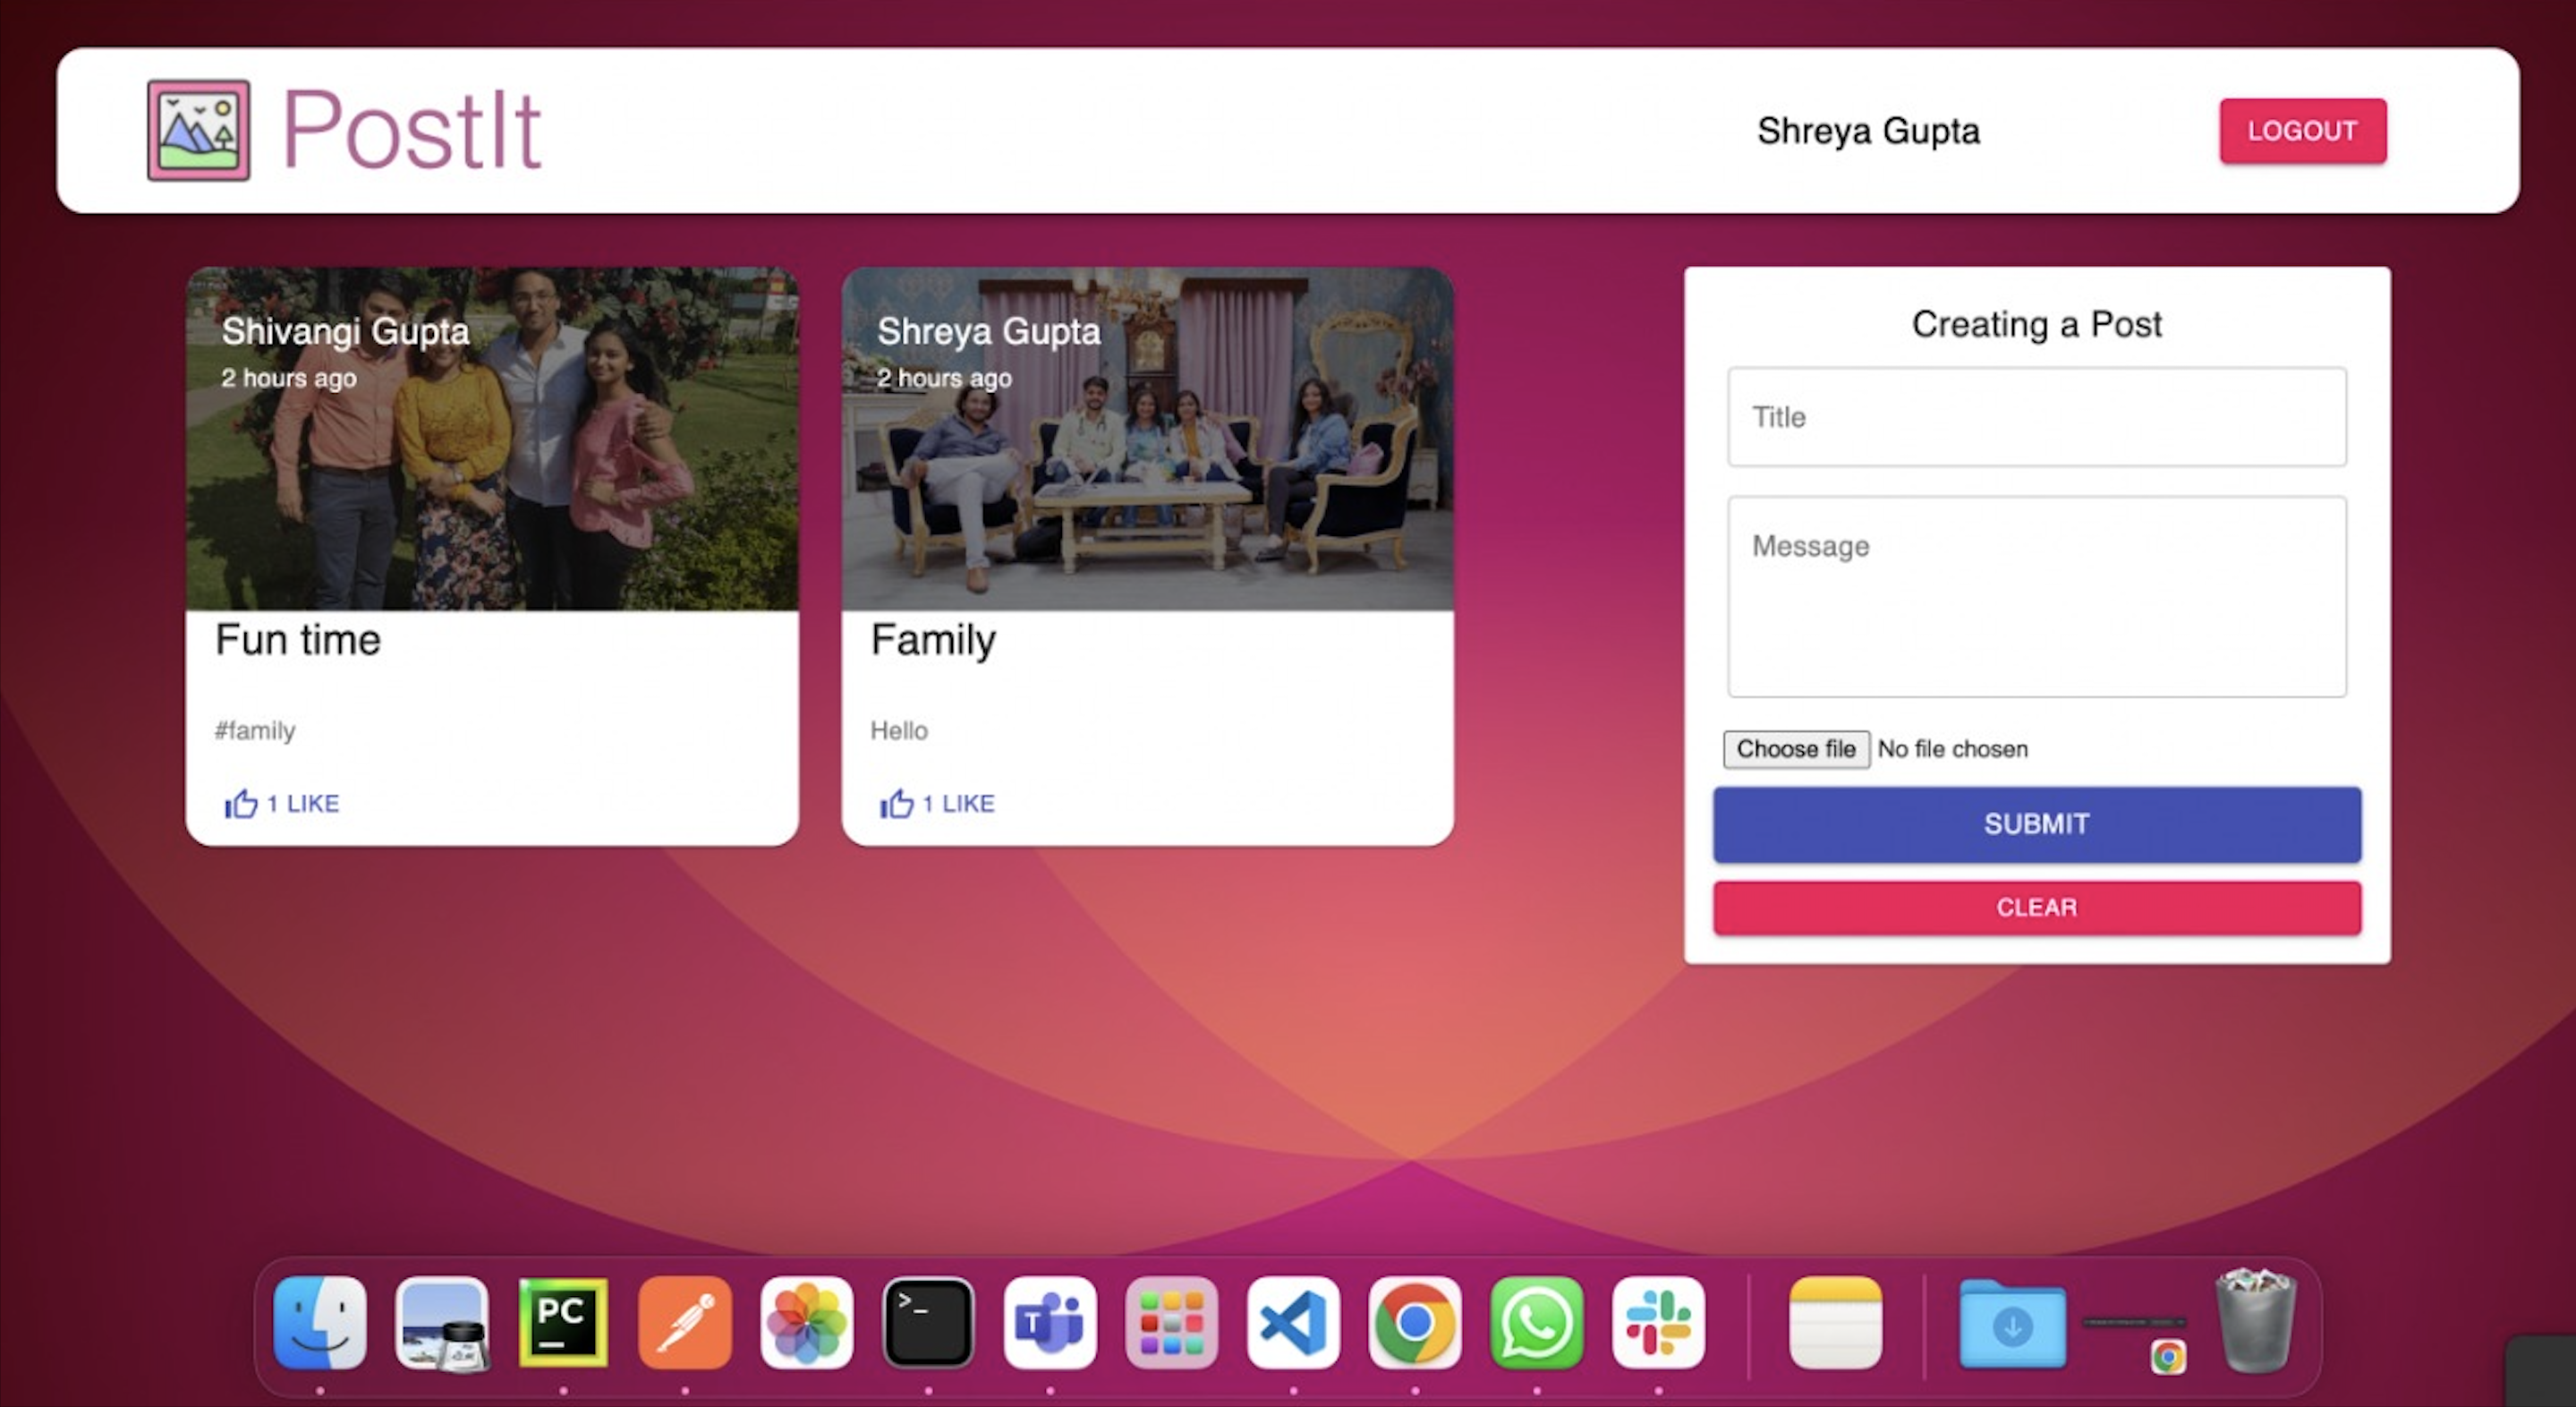 PostIt
Shreya Gupta
LOGOUT
Shivangi Gupta
2 hours ago
Fun time
#family
1 LIKE
Shreya Gupta
2 hours ago
Family
Hello
1 LIKE
Creating a Post
Title
Message
Choose file No file chosen
SUBMIT
CLEAR
PC
>_
T